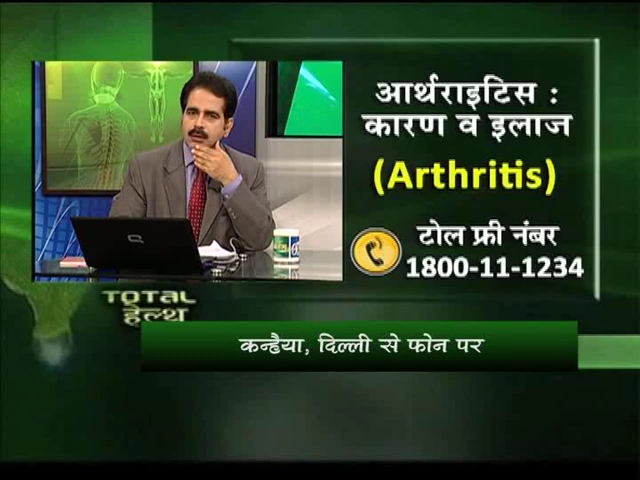 आर्थराइटिस :
कारण व इलाज
(Arthritis)
टोल फ्री नंबर
1800-11-1234
TOTAL
हेल्थ
कन्हैया, दिल्ली से फोन पर